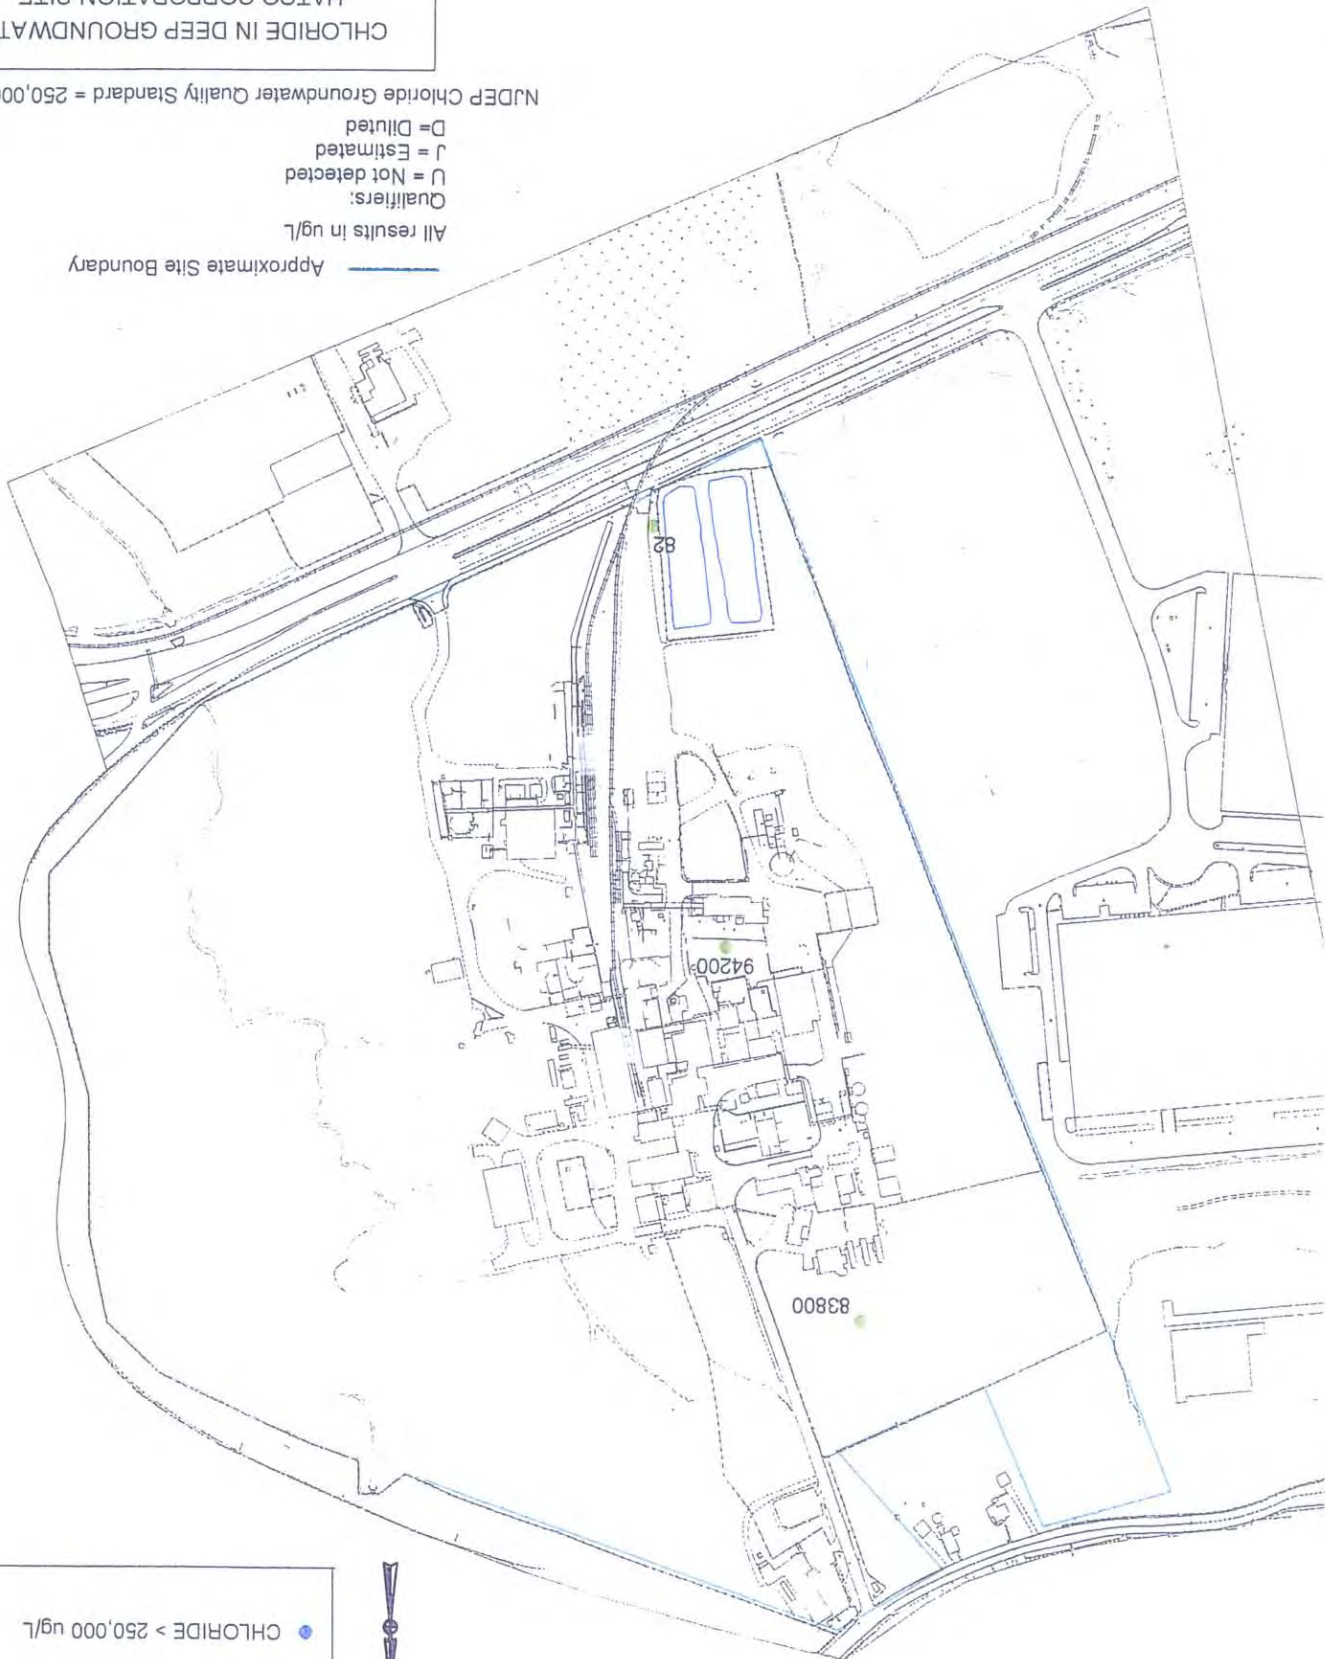 CHLORIDE > 250,000 ug/L
83800
94200
82
Approximate Site Boundary
All results in ug/L
Qualifiers:
U = Not detected
J = Estimated
D= Diluted
NJDEP Chloride Groundwater Quality Standard = 250,00
CHLORIDE IN DEEP GROUNDWAT
HATCO CORPORATION SITE